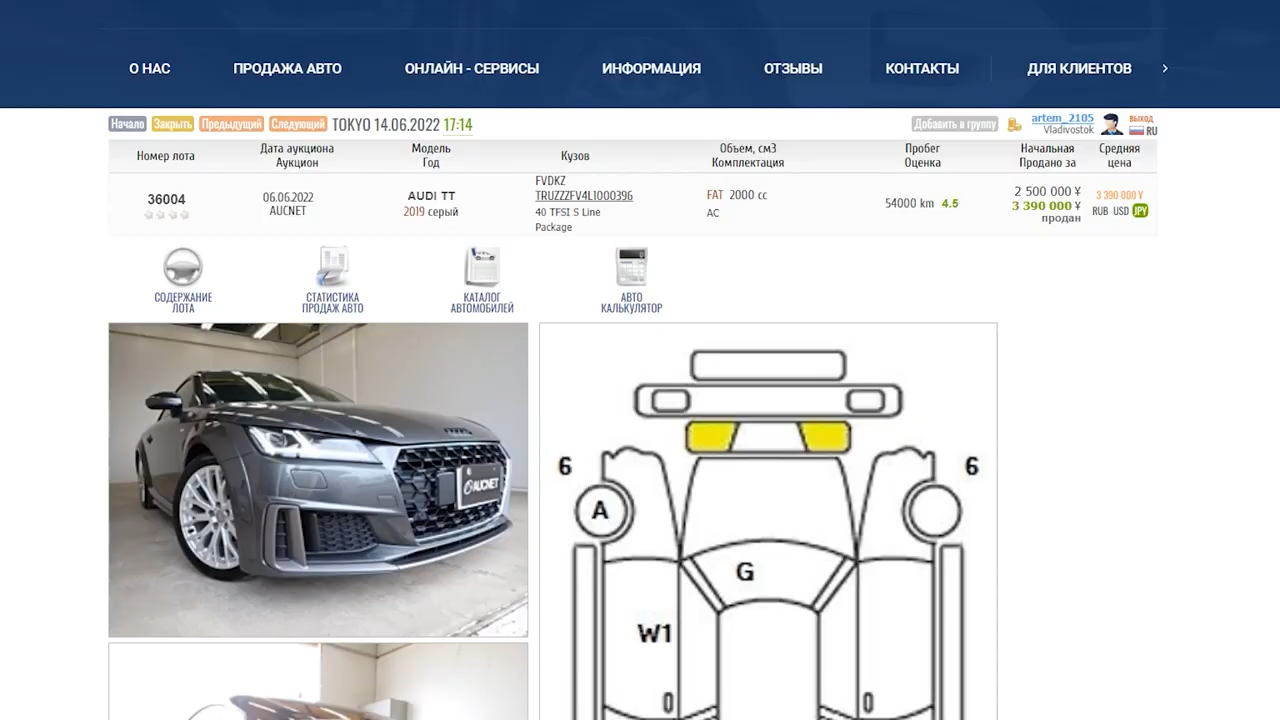 О НАС ПРОДАЖА АВТО ОНЛАЙН - СЕРВИСЫ ИНФОРМАЦИЯ ОТЗЫВЫ КОНТАКТЫ ДЛЯ КЛИЕНТОВ
Начало Закрыть Предыдущий Следующий TOKYO 14.06.2022 17:14 Добавить в группу artem_2105 ВЫХОД
Vladivostok RU
Номер лота Дата аукциона Аукцион Модель Год Кузов Объем, см3 Комплектация Пробег Оценка Начальная Продано за Средняя цена
36004
06.06.2022
AUCNET
AUDI TT
2019 серый
FVDKZ
TRUZZZFV4L1000396
40 TFSI S Line
Package
FAT 2000 cc
AC
54000 km 4.5
2 500 000 ¥
3 390 000 ¥
продан
3 390 000 ¥
RUB USD JPY
СОДЕРЖАНИЕ
ЛОТА
СТАТИСТИКА
ПРОДАЖ АВТО
КАТАЛОГ
АВТОМОБИЛЕЙ
АВТО
КАЛЬКУЛЯТОР
AUCNET
6 6
A
G
W1